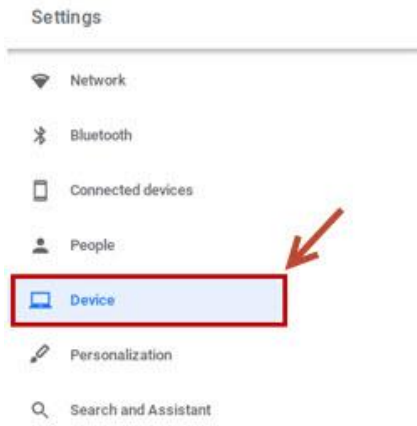 Settings
Network
Bluetooth
Connected devices
People
Device
Personalization
Search and Assistant